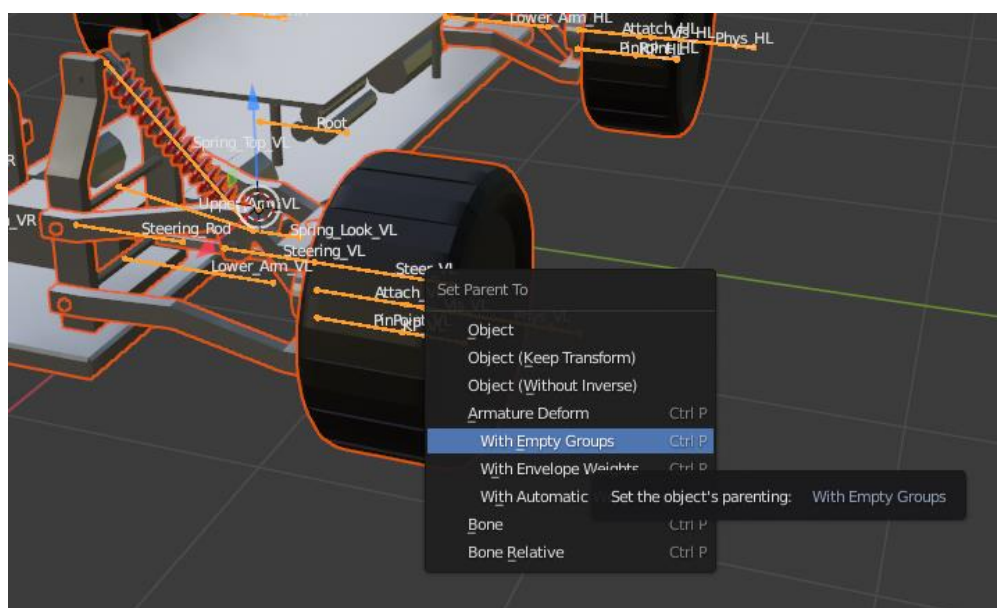 Lower_Arm_HL
Attatch_HL
Vis_HL
Phys_HL
PinPoint_HL
Root
Spring_Top_VL
Upper_Arm_VL
_VR
Steering_Rod
Spring_Look_VL
Steering_VL
Lower_Arm_VL
Steer_VL
Attach_
PinPoint
Set Parent To
Object
Object (Keep Transform)
Object (Without Inverse)
Armature Deform Ctrl P
With Empty Groups Ctrl P
With Envelope Weights Ctrl P
With Automatic
Set the object's parenting: With Empty Groups
Bone Ctrl P
Bone Relative Ctrl P